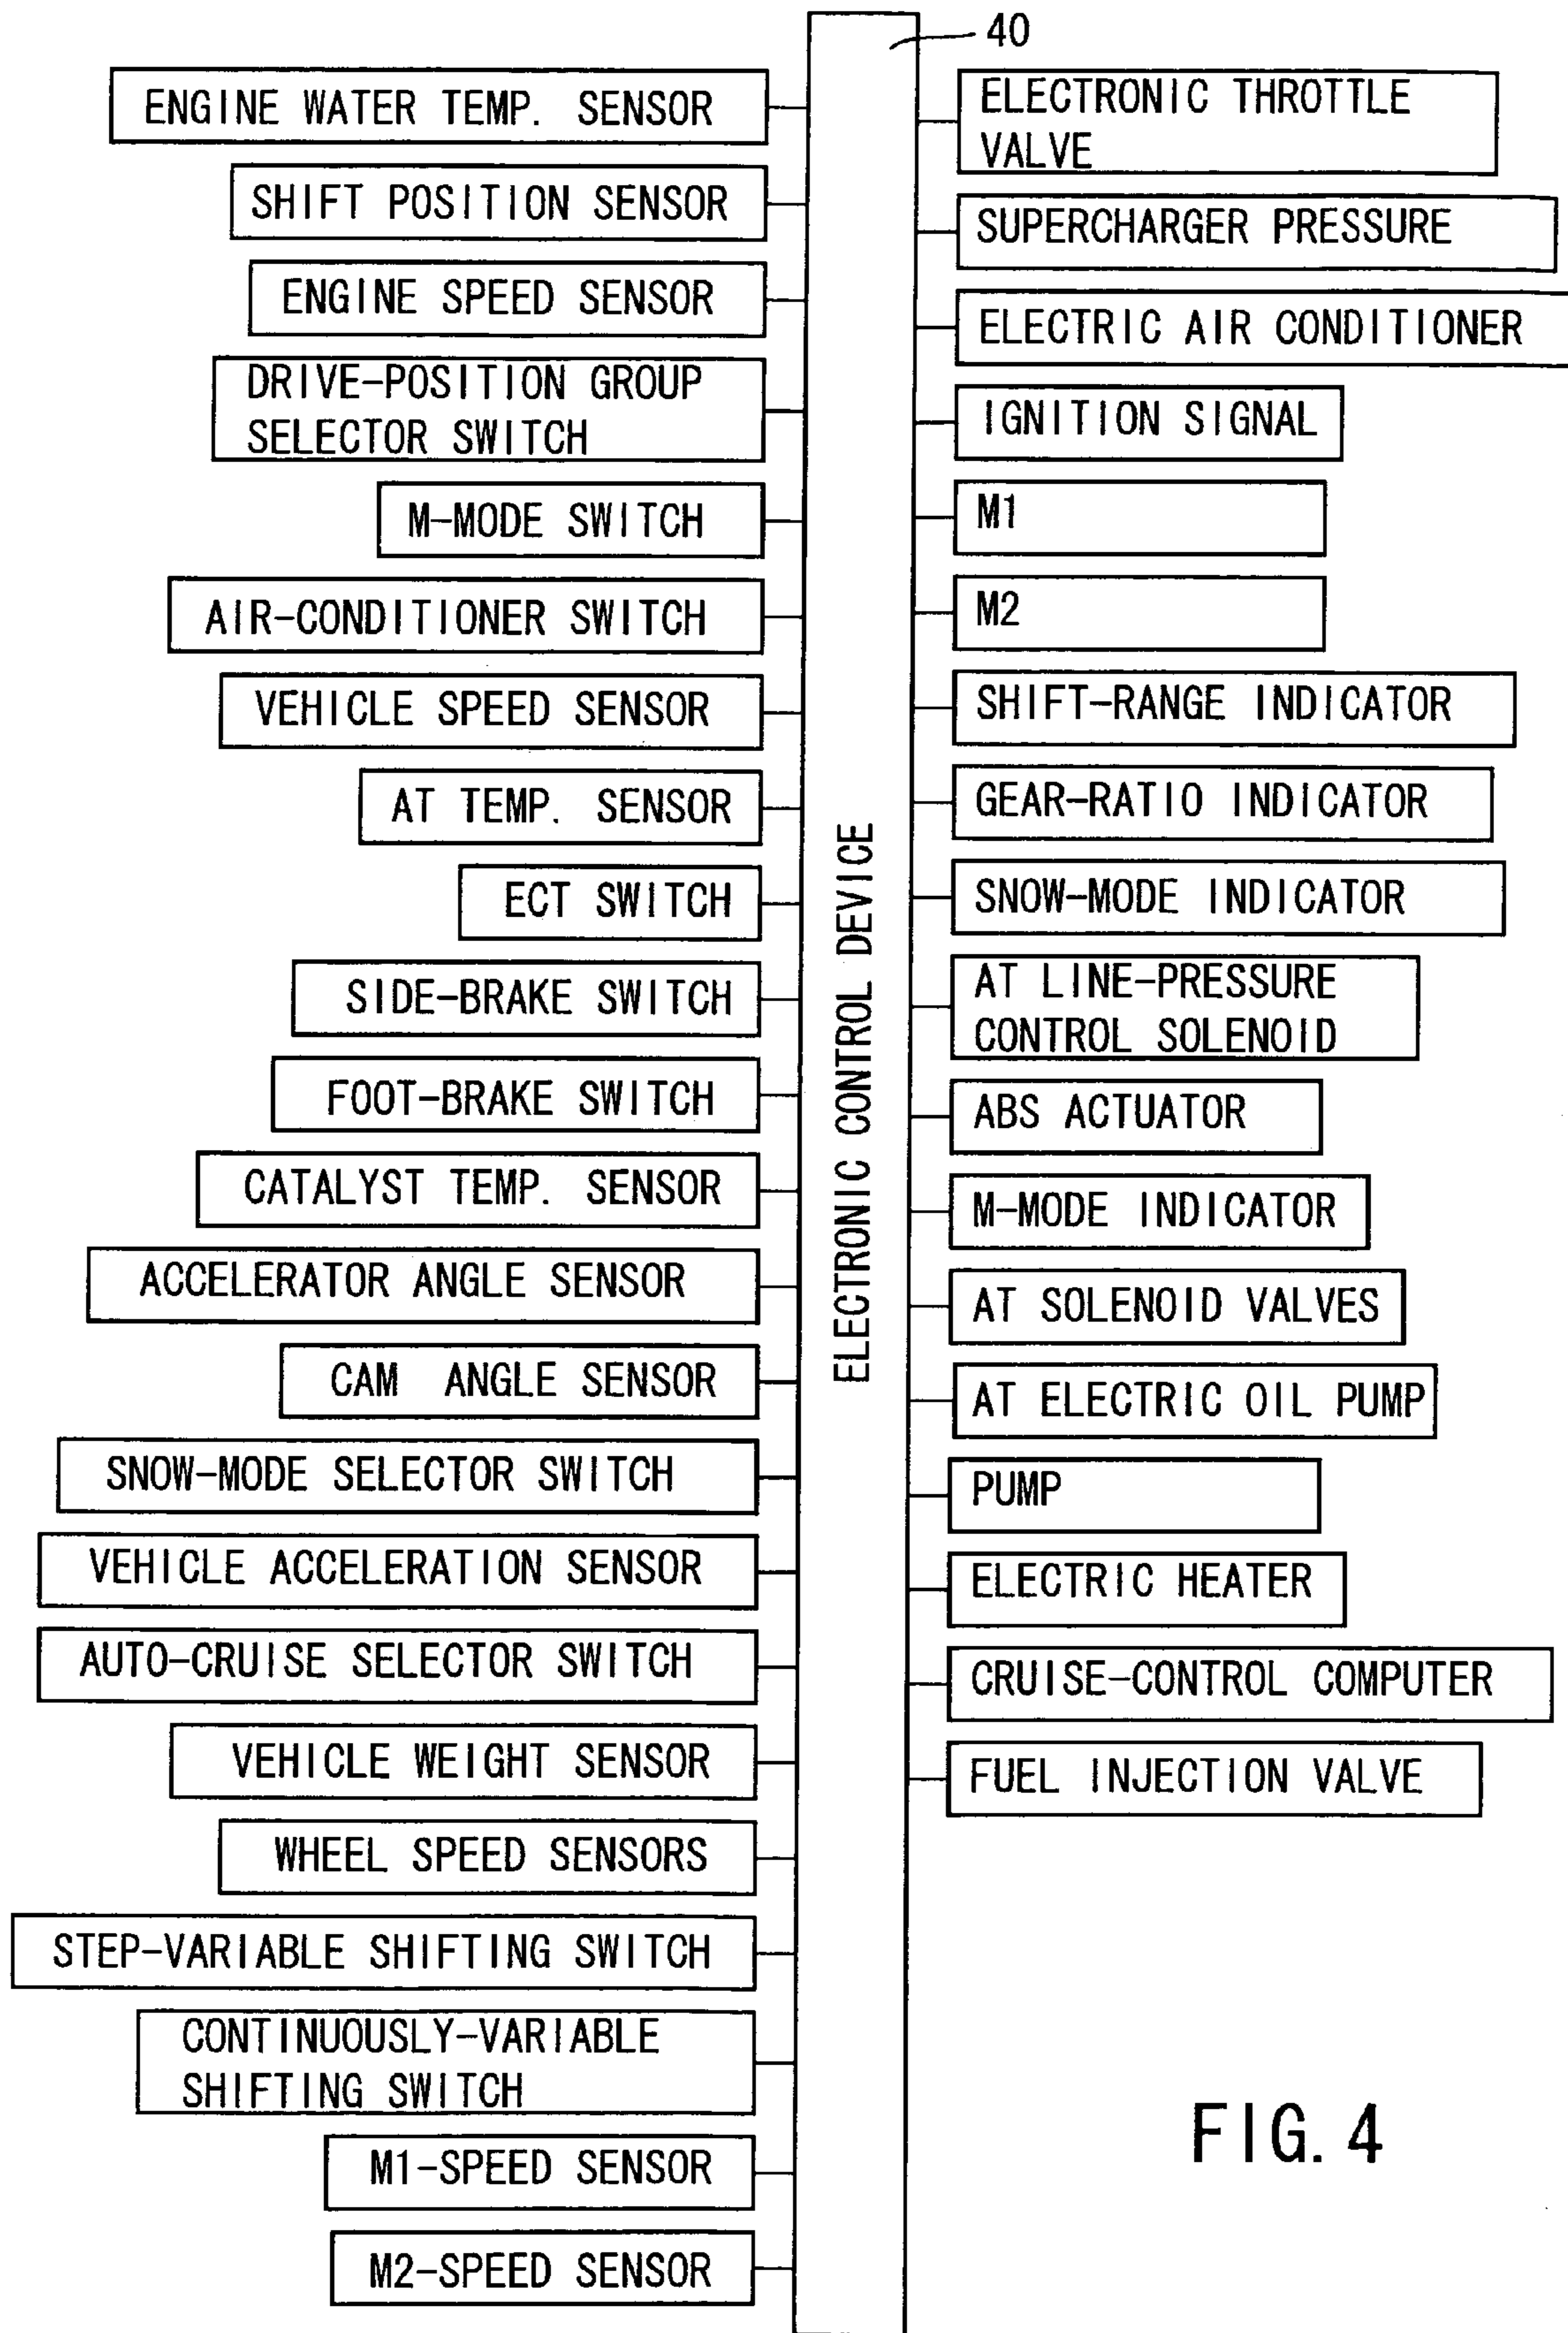 40
ENGINE WATER TEMP. SENSOR
SHIFT POSITION SENSOR
ENGINE SPEED SENSOR
DRIVE-POSITION GROUP
SELECTOR SWITCH
M-MODE SWITCH
AIR-CONDITIONER SWITCH
VEHICLE SPEED SENSOR
AT TEMP. SENSOR
ECT SWITCH
SIDE-BRAKE SWITCH
FOOT-BRAKE SWITCH
CATALYST TEMP. SENSOR
ACCELERATOR ANGLE SENSOR
CAM ANGLE SENSOR
SNOW-MODE SELECTOR SWITCH
VEHICLE ACCELERATION SENSOR
AUTO-CRUISE SELECTOR SWITCH
VEHICLE WEIGHT SENSOR
WHEEL SPEED SENSORS
STEP-VARIABLE SHIFTING SWITCH
CONTINUOUSLY-VARIABLE
SHIFTING SWITCH
M1-SPEED SENSOR
M2-SPEED SENSOR
ELECTRONIC CONTROL DEVICE
ELECTRONIC THROTTLE
VALVE
SUPERCHARGER PRESSURE
ELECTRIC AIR CONDITIONER
IGNITION SIGNAL
M1
M2
SHIFT-RANGE INDICATOR
GEAR-RATIO INDICATOR
SNOW-MODE INDICATOR
AT LINE-PRESSURE
CONTROL SOLENOID
ABS ACTUATOR
M-MODE INDICATOR
AT SOLENOID VALVES
AT ELECTRIC OIL PUMP
PUMP
ELECTRIC HEATER
CRUISE-CONTROL COMPUTER
FUEL INJECTION VALVE
FIG. 4